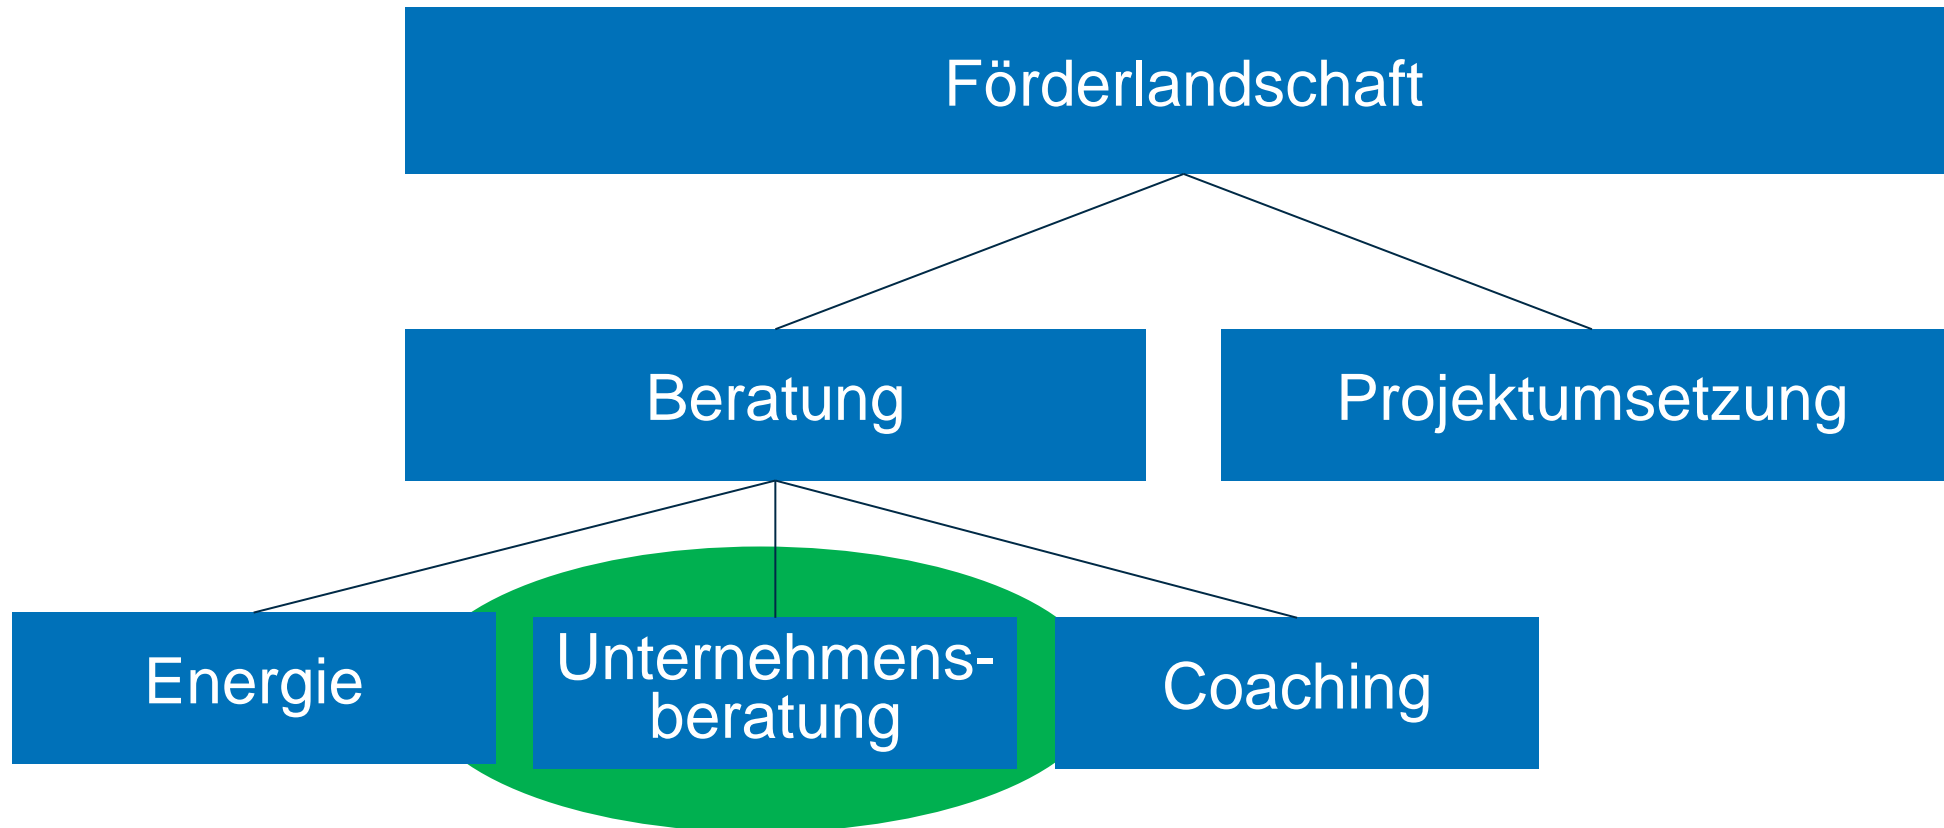 Förderlandschaft
Beratung
Projektumsetzung
Energie
Unternehmens-
beratung
Coaching